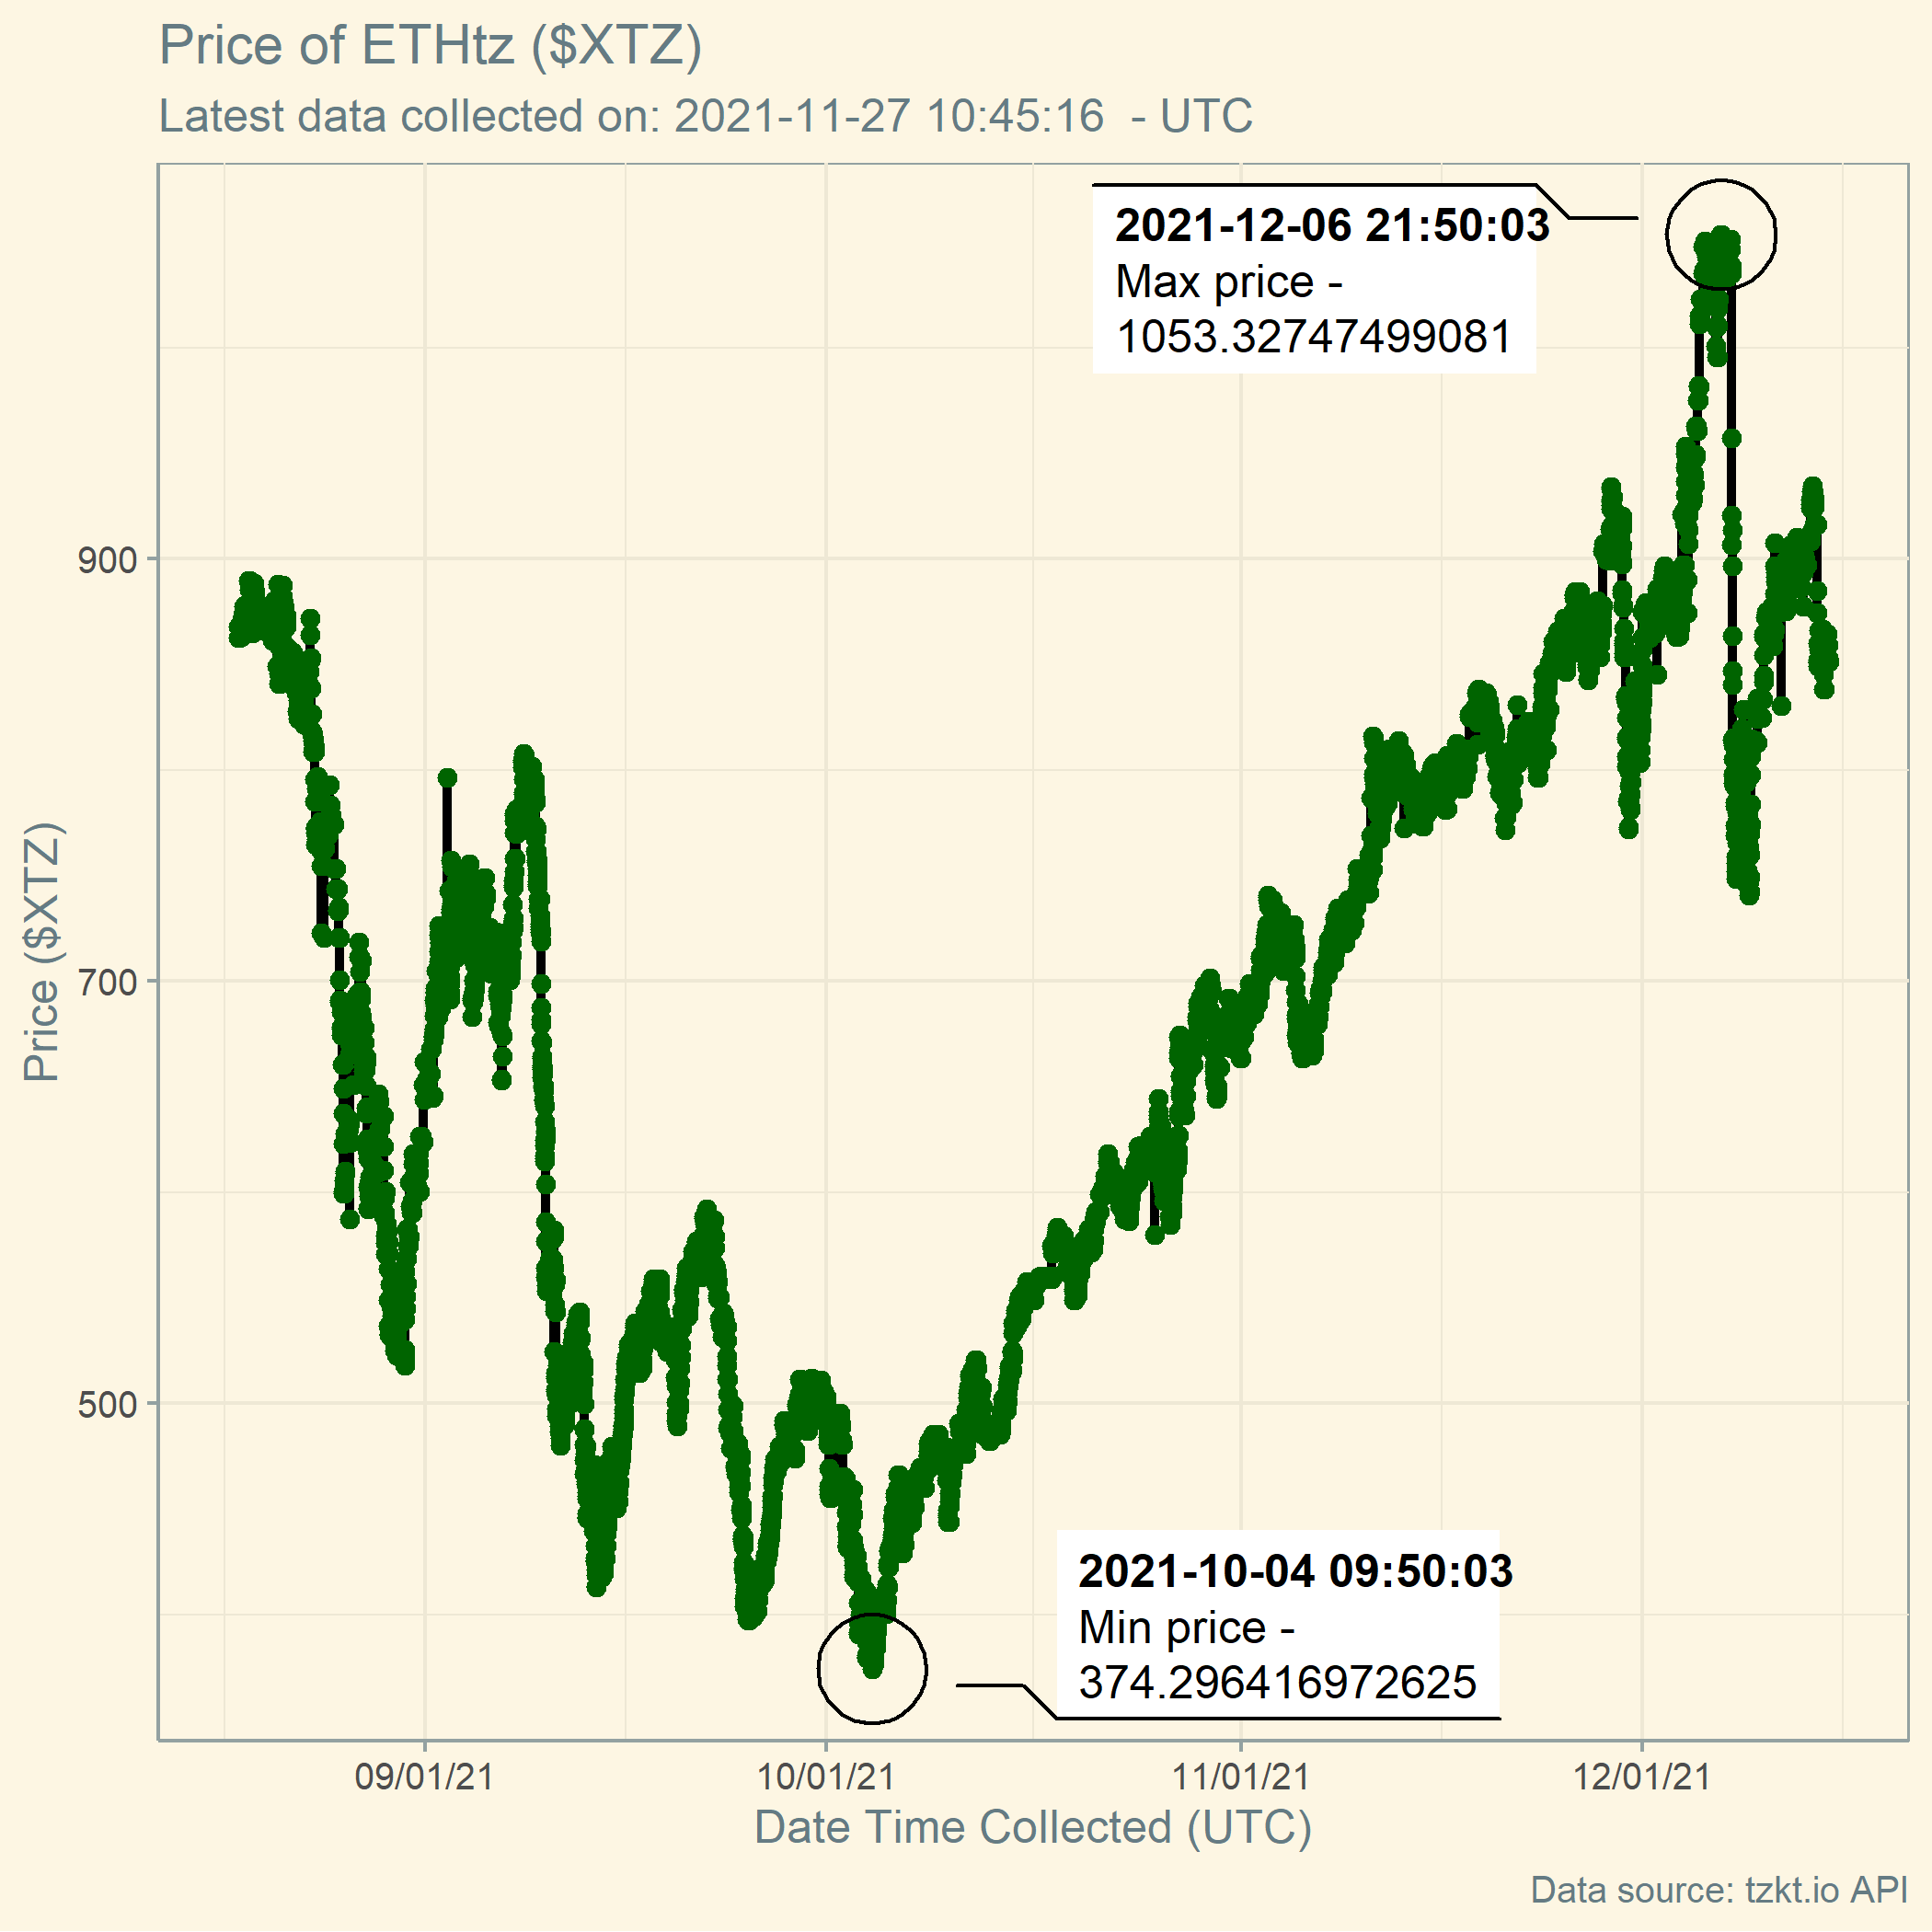 Price of ETHtz ($XTZ)
Latest data collected on: 2021-11-27 10:45:16  - UTC
2021-12-06 21:50:03
Max price -
1053.32747499081
900
700
500
Price ($XTZ)
2021-10-04 09:50:03
Min price -
374.296416972625
09/01/21
10/01/21
11/01/21
12/01/21
Date Time Collected (UTC)
Data source: tzkt.io API